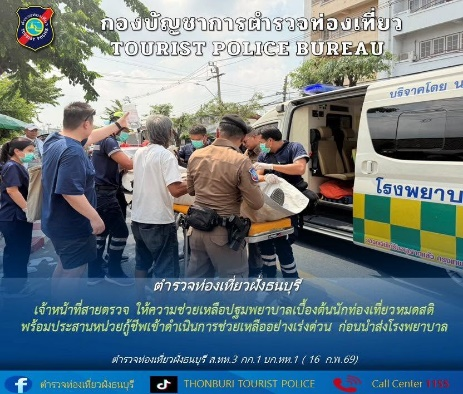 กองบัญชาการตำรวจท่องเที่ยว
TOURIST POLICE BUREAU
บริจาคโดย
โรงพยาบา
ตำรวจท่องเที่ยวฝั่งธนบุรี
เจ้าหน้าที่สายตรวจ ให้ความช่วยเหลือปฐมพยาบาลเบื้องต้นนักท่องเที่ยวหมดสติ
พร้อมประสานหน่วยกู้ชีพเข้าดำเนินการช่วยเหลืออย่างเร่งด่วน ก่อนนำส่งโรงพยาบาล
ตำรวจท่องเที่ยวฝั่งธนบุรี ส.ทท.3 กก.1 บก.ทท.1 ( 16 ก.พ.69)
ตำรวจท่องเที่ยวฝั่งธนบุรี THONBURI TOURIST POLICE Call Center 1155